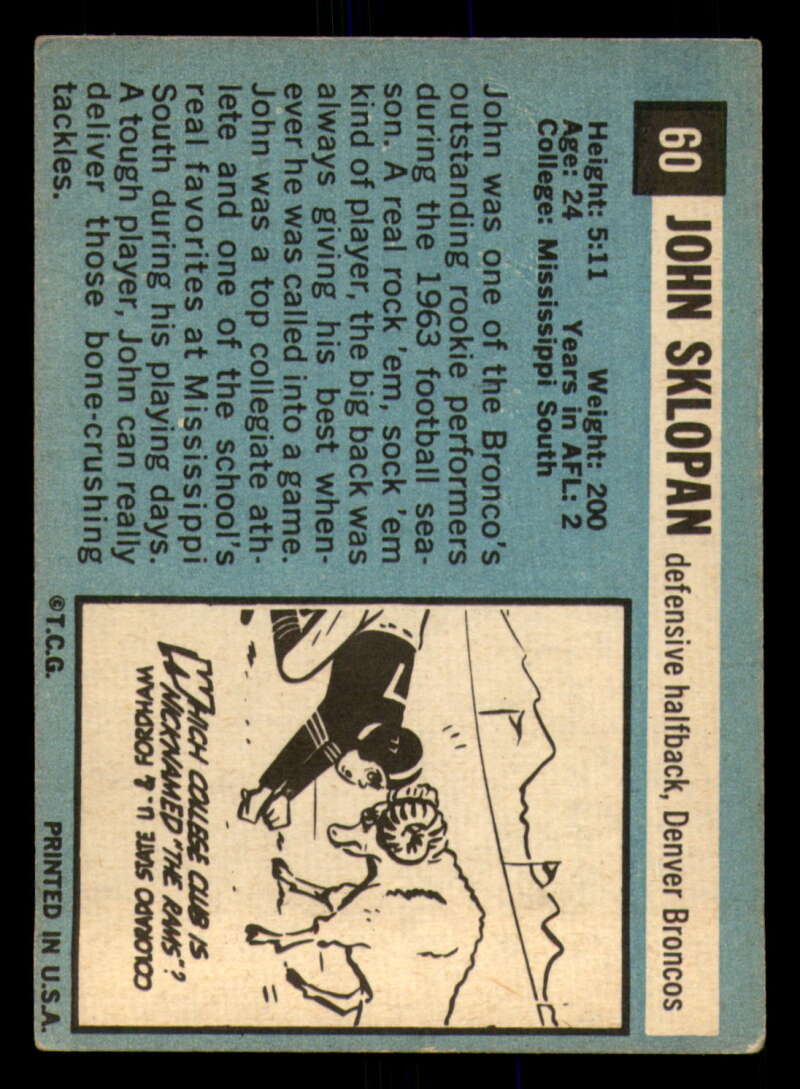 60 JOHN SKLOPAN defensive halfback, Denver Broncos
Height: 5:11 Weight: 200
Age: 24 Years in AFL: 2
College: Mississippi South
John was one of the Bronco's
outstanding rookie performers
during the 1963 football sea-
son. A real rock 'em, sock 'em
kind of player, the big back was
always giving his best when-
ever he was called into a game.
John was a top collegiate ath-
lete and one of the school's
real favorites at Mississippi
South during his playing days.
A tough player, John can really
deliver those bone-crushing
tackles.
WHICH COLLEGE CLUB IS
NICKNAMED "THE RAMS"?
COLORADO SATE U. & FORDHAM
©T.C.G. PRINTED IN U.S.A.